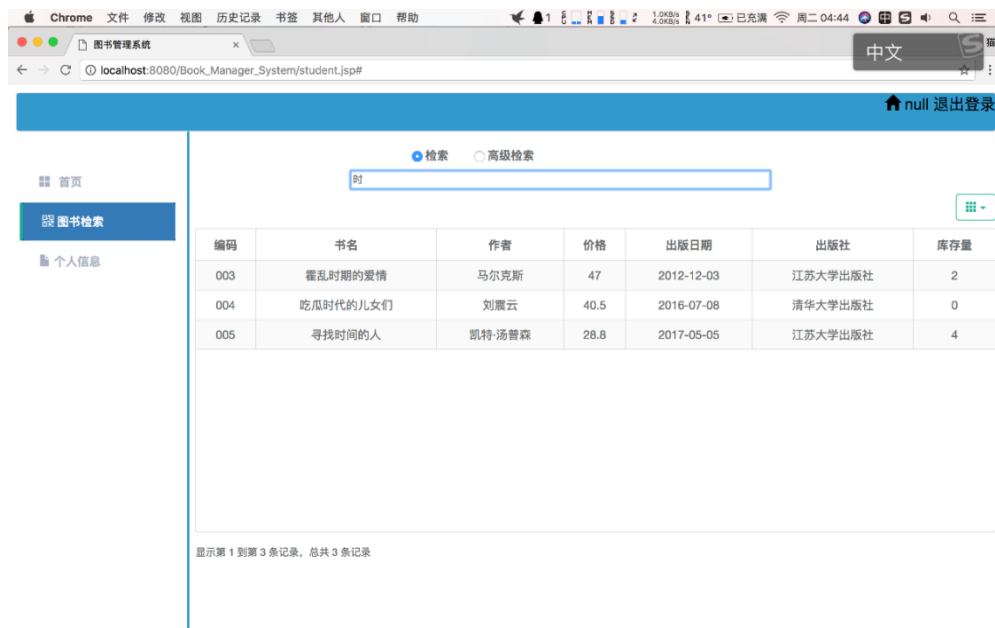 Chrome 文件 修改 视图 历史记录 书签 其他人 窗口 帮助 1 1.0KB/s 4.0KB/s 41° 已充满 周二 04:44
图书管理系统
中文
localhost:8080/Book_Manager_System/student.jsp#
null 退出登录
检索 高级检索
时
首页
图书检索
个人信息
编码 书名 作者 价格 出版日期 出版社 库存量
003 霍乱时期的爱情 马尔克斯 47 2012-12-03 江苏大学出版社 2
004 吃瓜时代的儿女们 刘震云 40.5 2016-07-08 清华大学出版社 0
005 寻找时间的人 凯特·汤普森 28.8 2017-05-05 江苏大学出版社 4
显示第 1 到第 3 条记录，总共 3 条记录